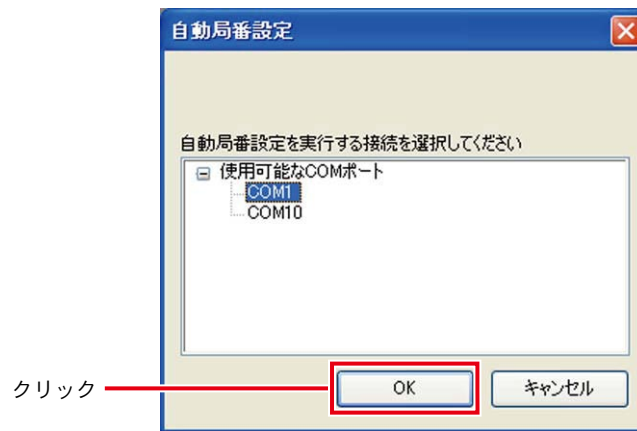 自動局番設定
自動局番設定を実行する接続を選択してください
使用可能なCOMポート
COM1
COM10
クリック
OK
キャンセル